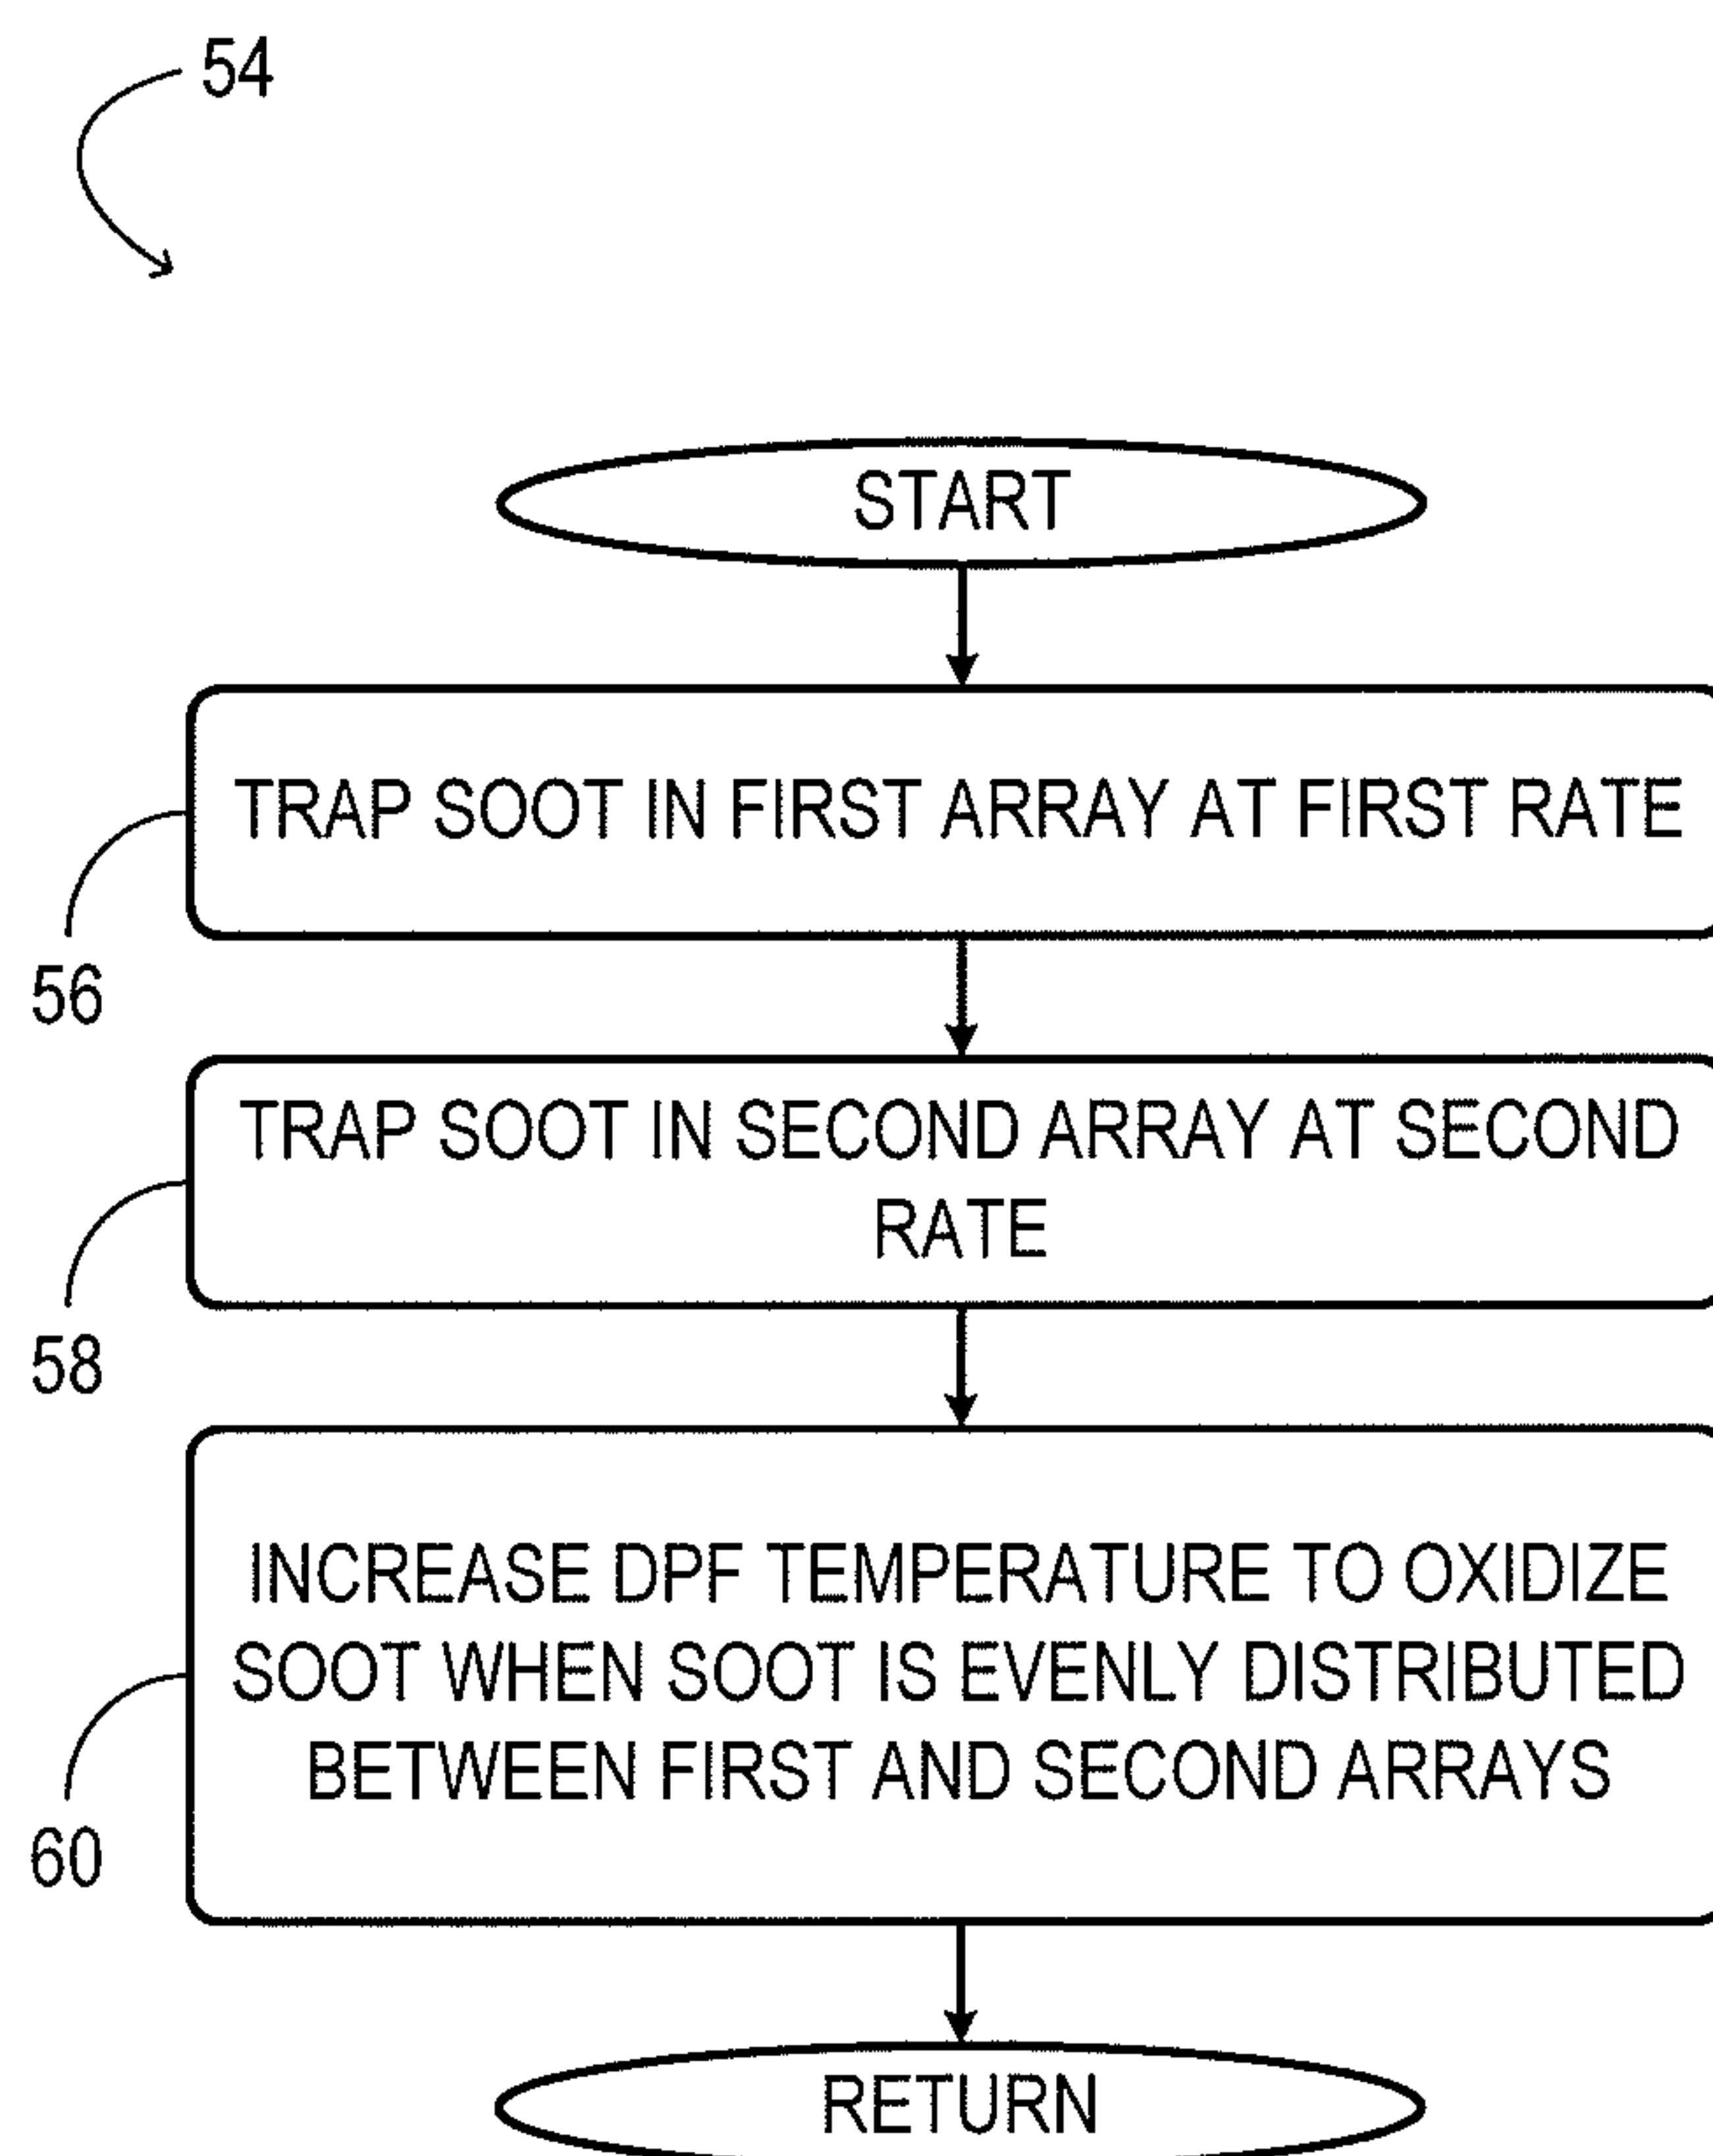 54
START
TRAP SOOT IN FIRST ARRAY AT FIRST RATE
56
TRAP SOOT IN SECOND ARRAY AT SECOND
RATE
58
INCREASE DPF TEMPERATURE TO OXIDIZE
SOOT WHEN SOOT IS EVENLY DISTRIBUTED
BETWEEN FIRST AND SECOND ARRAYS
60
RETURN